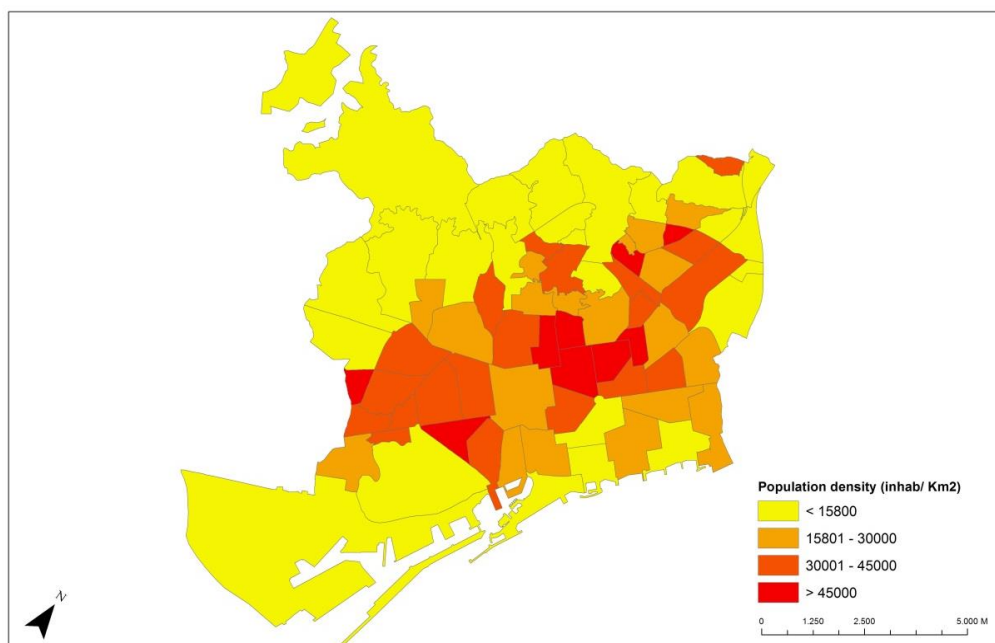 Population density (inhab/ Km2)
< 15800
15801 - 30000
30001 - 45000
> 45000
N
0 1.250 2.500 5.000 M